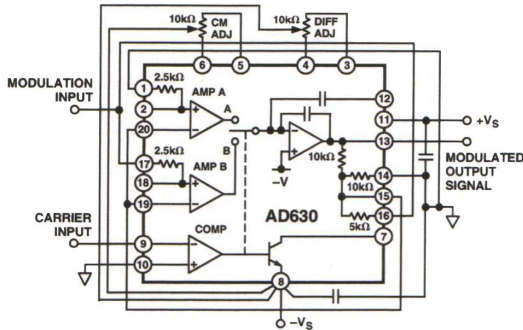 10kΩ CM ADJ
10kΩ DIFF ADJ
6 5 4 3
MODULATION INPUT
1 2.5kΩ AMP A
2 + A
20 –
12
11 +VS
13 MODULATED OUTPUT SIGNAL
B
17 2.5kΩ
18 + AMP B
19 –
–
+
–V
10kΩ
10kΩ 14
15
5kΩ 16
AD630
CARRIER INPUT
9 – COMP
10 +
7
8
–VS